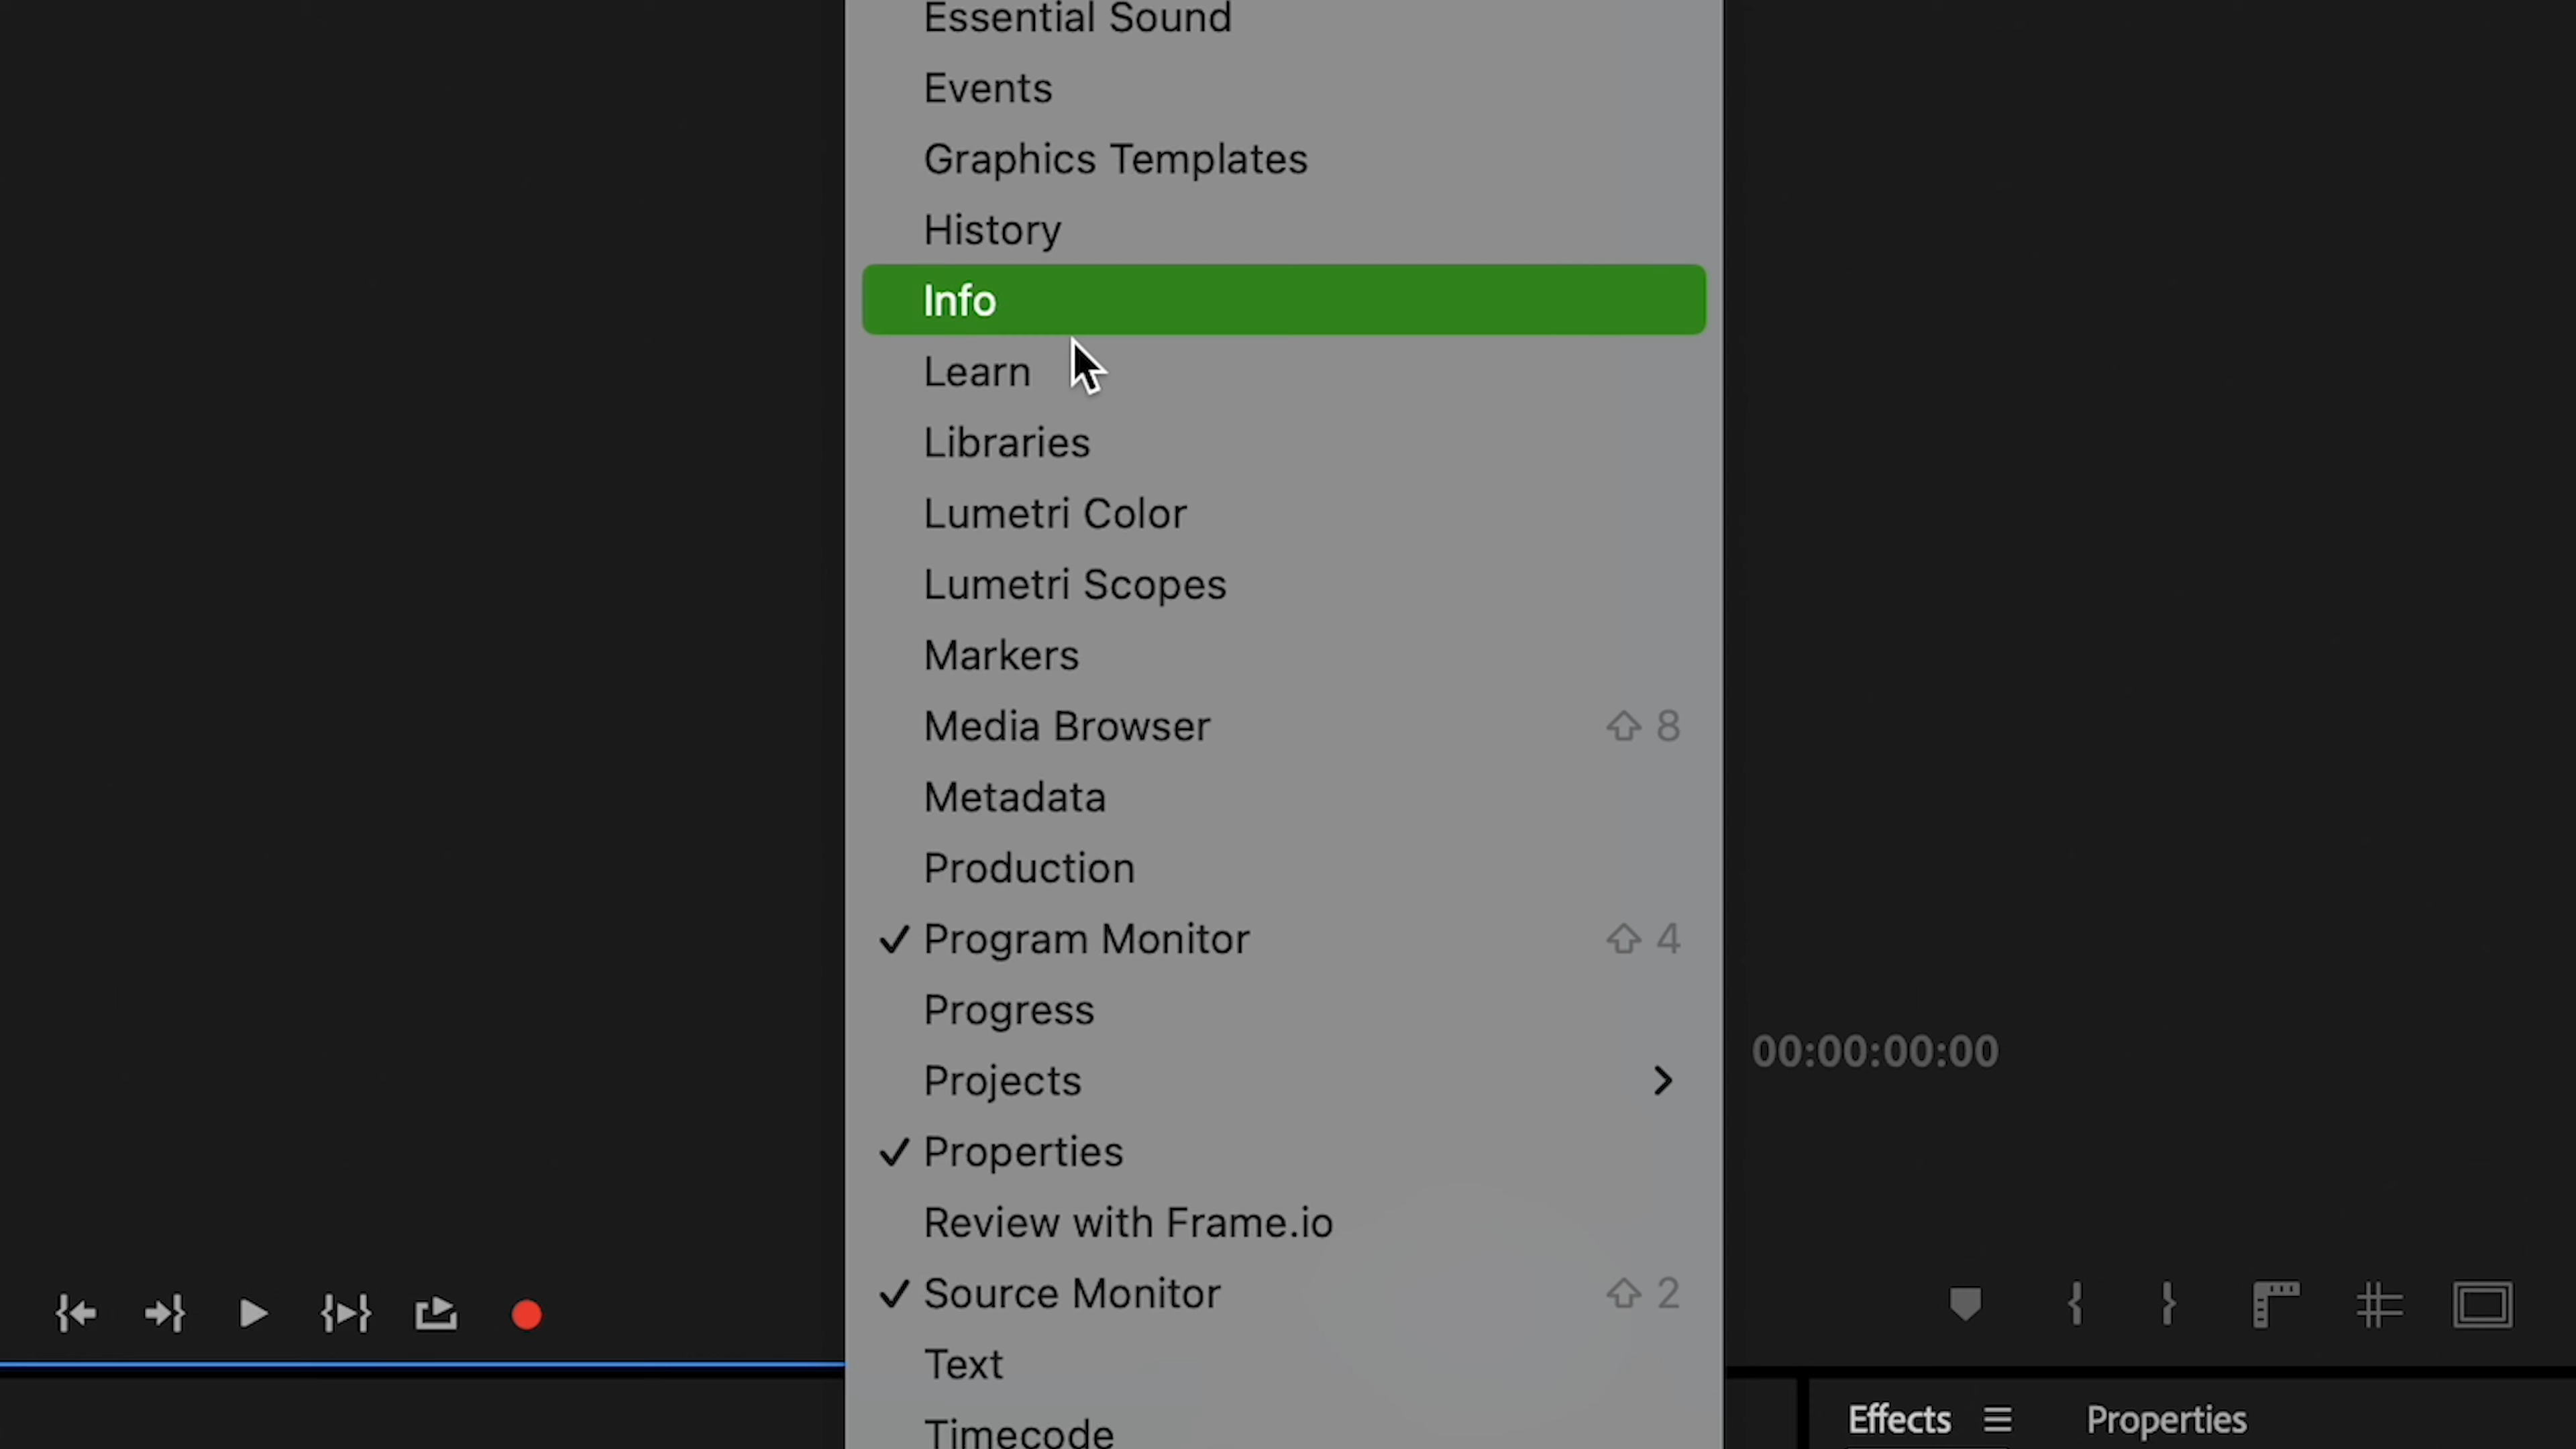 Essential Sound
Events
Graphics Templates
History
Info
Learn
Libraries
Lumetri Color
Lumetri Scopes
Markers
Media Browser ⇧ 8
Metadata
Production
✓ Program Monitor ⇧ 4
Progress
Projects >
✓ Properties
Review with Frame.io
✓ Source Monitor ⇧ 2
Text
Timecode
00:00:00:00
Effects
Properties